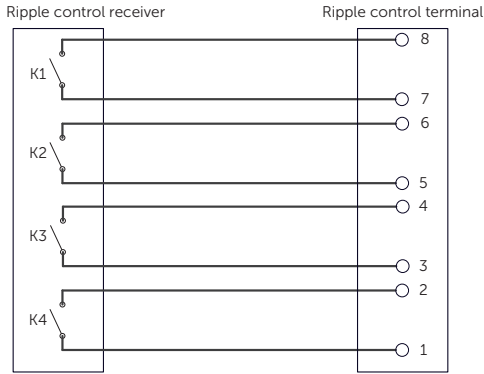 Ripple control receiver
Ripple control terminal
8
K1
7
6
K2
5
4
K3
3
2
K4
1